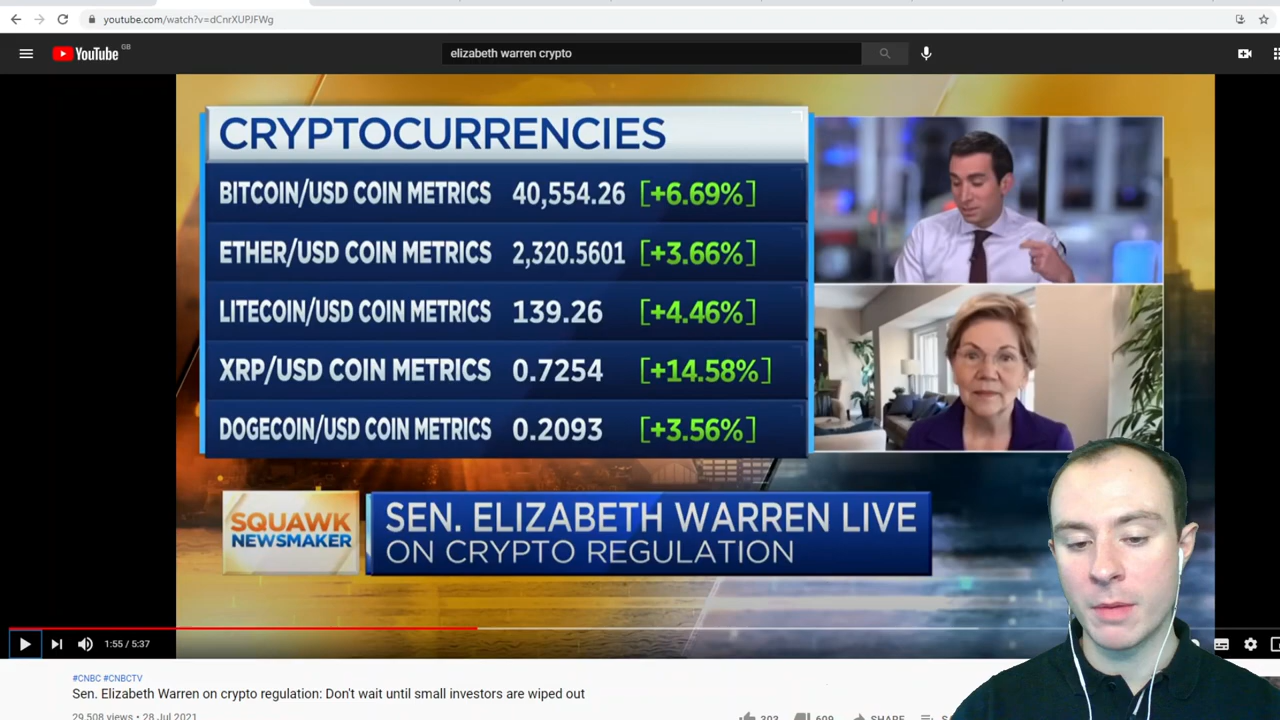 youtube.com/watch?v=dCnrXUPJFWg
YouTube GB
elizabeth warren crypto
CRYPTOCURRENCIES
BITCOIN/USD COIN METRICS 40,554.26 [+6.69%]
ETHER/USD COIN METRICS 2,320.5601 [+3.66%]
LITECOIN/USD COIN METRICS 139.26 [+4.46%]
XRP/USD COIN METRICS 0.7254 [+14.58%]
DOGECOIN/USD COIN METRICS 0.2093 [+3.56%]
SQUAWK
NEWSMAKER
SEN. ELIZABETH WARREN LIVE
ON CRYPTO REGULATION
1:55 / 5:37
#CNBC #CNBCTV
Sen. Elizabeth Warren on crypto regulation: Don't wait until small investors are wiped out
29,508 views • 28 Jul 2021
303 609 SHARE